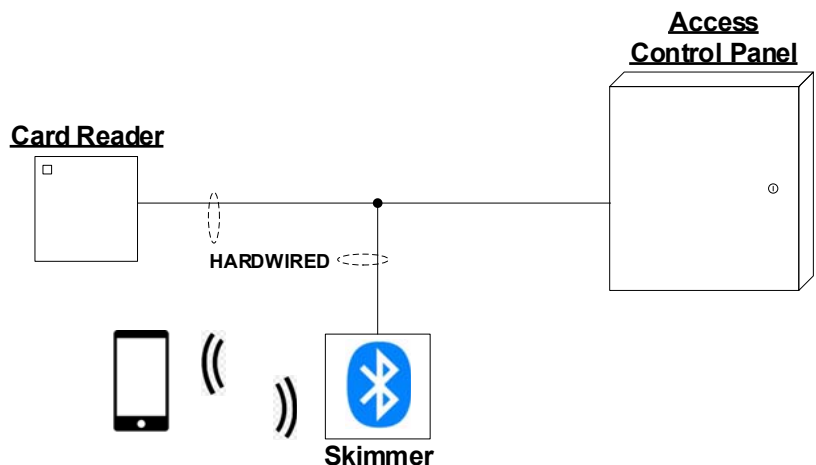 Access
Control Panel
Card Reader
HARDWIRED
Skimmer